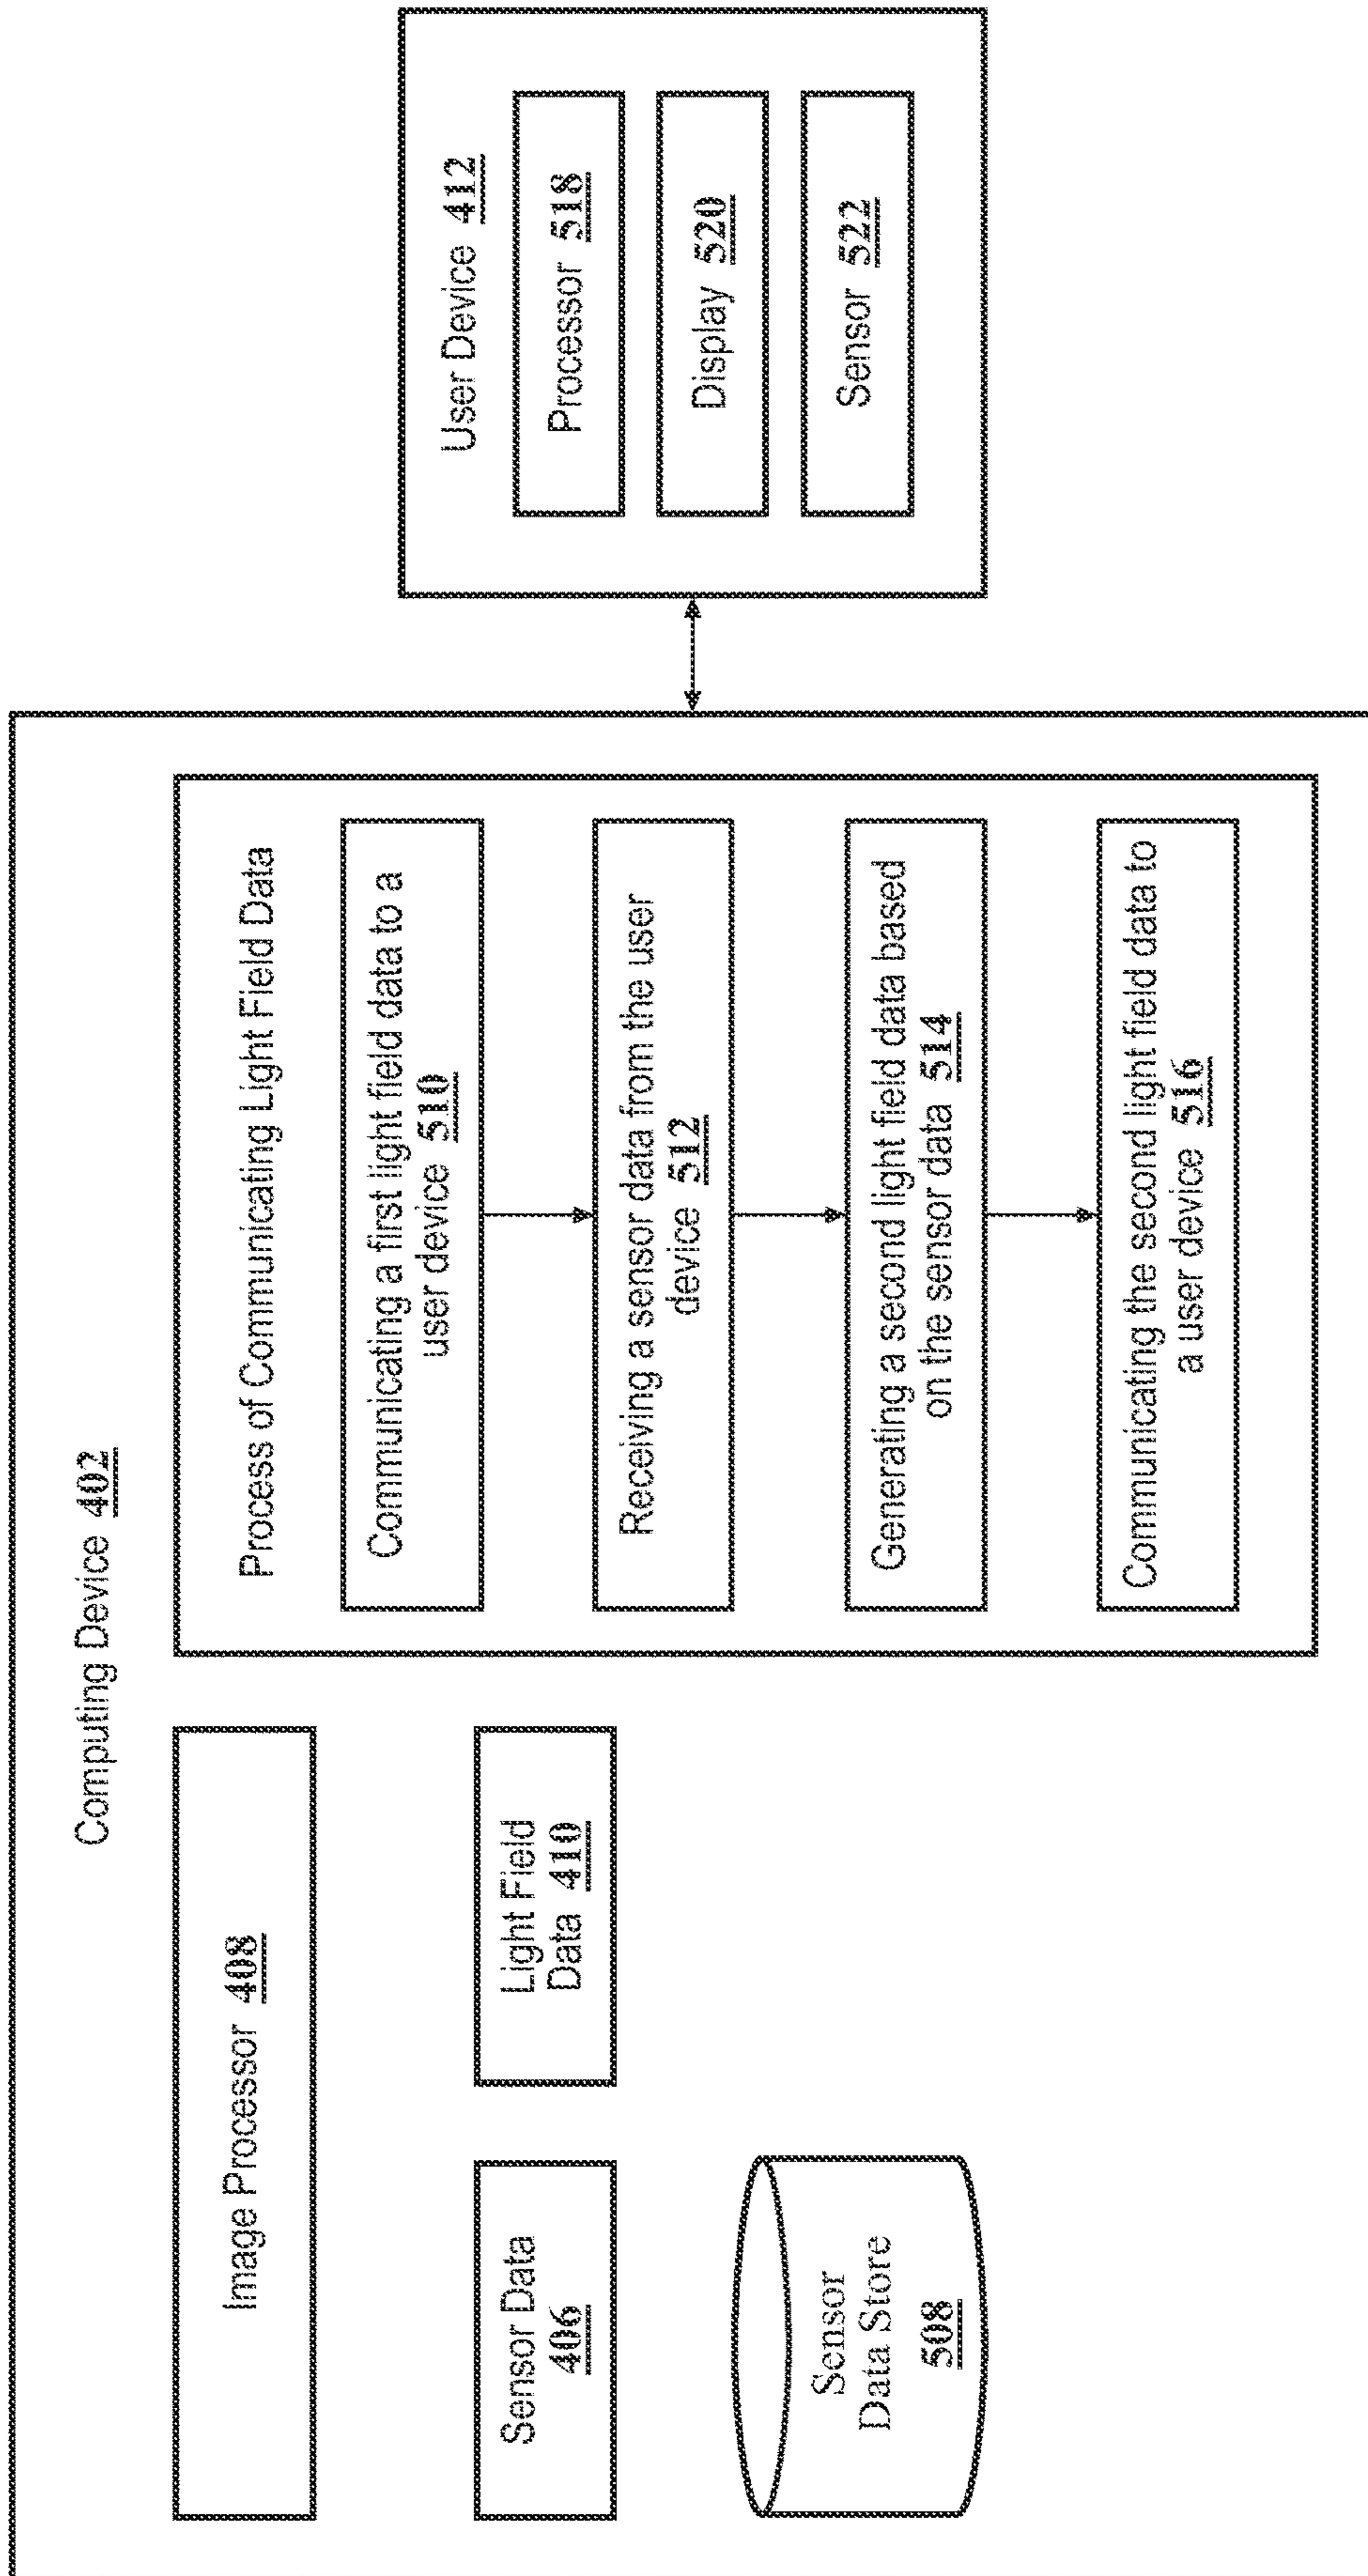 Computing Device 402
Image Processor 408
Sensor Data
406
Light Field
Data 410
Sensor
Data Store
508
Process of Communicating Light Field Data
Communicating a first light field data to a
user device 510
Receiving a sensor data from the user
device 512
Generating a second light field data based
on the sensor data 514
Communicating the second light field data to
a user device 516
User Device 412
Processor 518
Display 520
Sensor 522